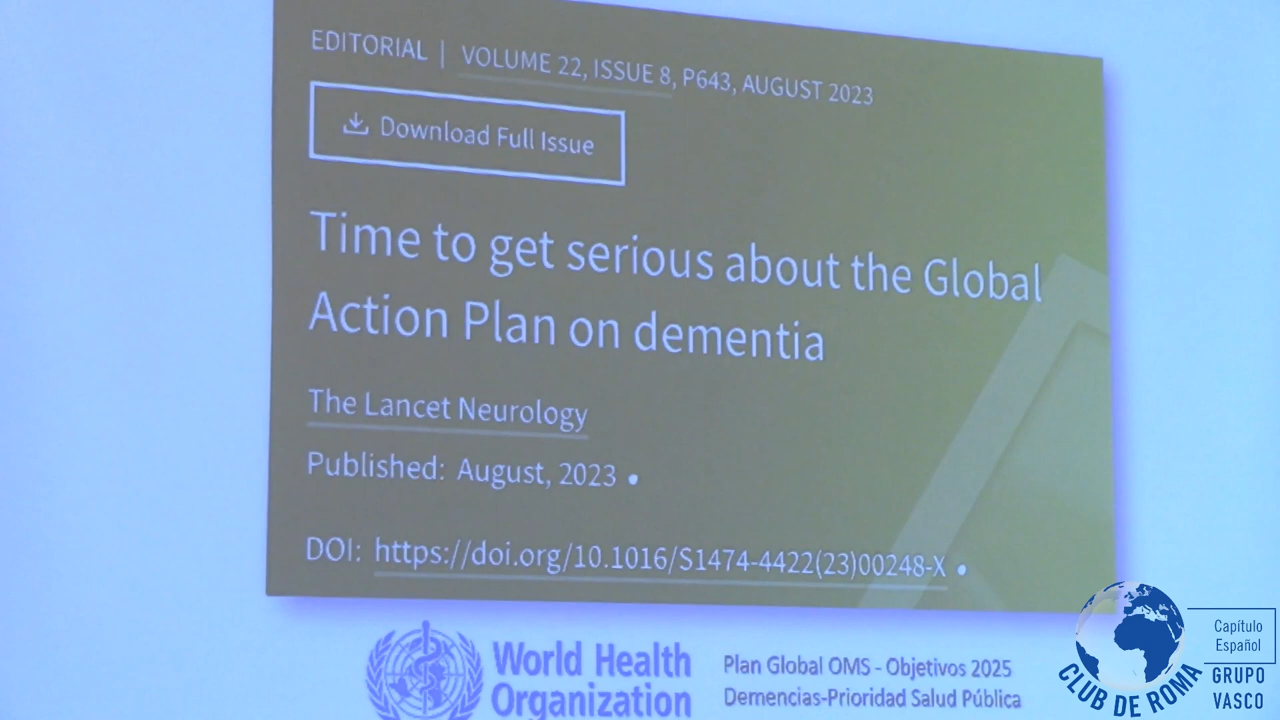 EDITORIAL | VOLUME 22, ISSUE 8, P643, AUGUST 2023
Download Full Issue
Time to get serious about the Global
Action Plan on dementia
The Lancet Neurology
Published: August, 2023 •
DOI: https://doi.org/10.1016/S1474-4422(23)00248-X •
World Health
Organization
Plan Global OMS - Objetivos 2025
Demencias-Prioridad Salud Pública
CLUB DE ROMA
Capítulo
Español
GRUPO
VASCO